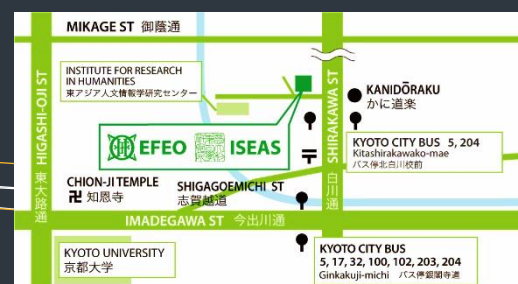 MIKAGE ST 御蔭通
INSTITUTE FOR RESEARCH
IN HUMANITIES
東アジア人文情報学研究センター
HIGASHI-OJI ST 東大路通
SHIRAKAWA ST 白川通
KANIDŌRAKU
かに道楽
EFEO ISEAS
KYOTO CITY BUS 5, 204
Kitashirakawako-mae
バス停北白川校前
CHION-JI TEMPLE
卍 知恩寺
SHIGAGOEMICHI ST
志賀越道
IMADEGAWA ST 今出川通
KYOTO UNIVERSITY
京都大学
KYOTO CITY BUS
5, 17, 32, 100, 102, 203, 204
Ginkakuji-michi バス停銀閣寺道